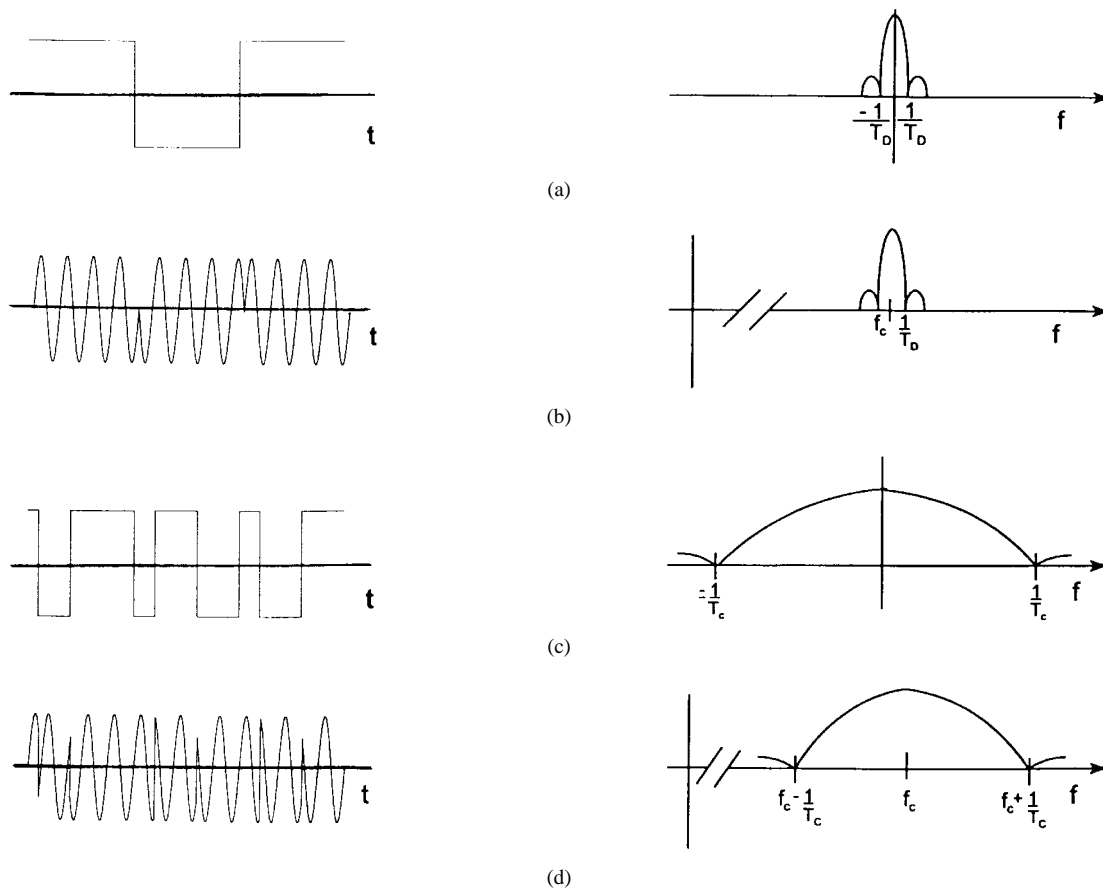 t
-1/T_D 1/T_D f
(a)
t
f_c 1/T_D f
(b)
t
-1/T_c 1/T_c f
(c)
t
f_c - 1/T_c f_c f_c + 1/T_c f
(d)